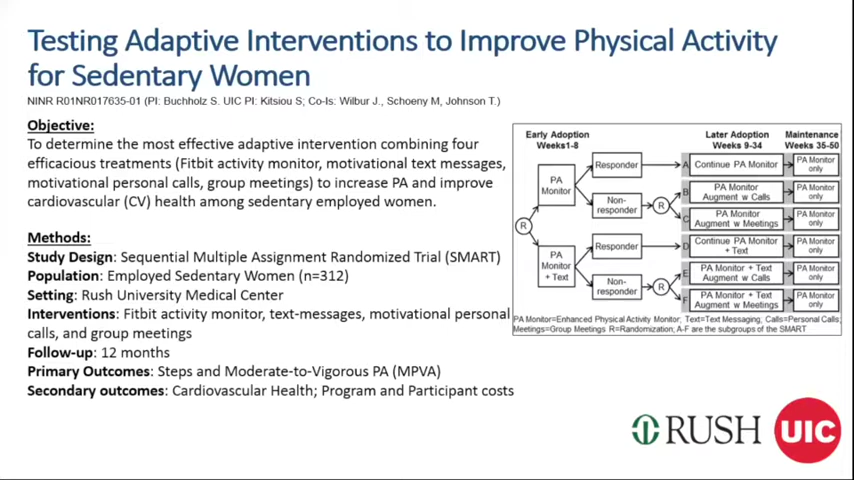 Testing Adaptive Interventions to Improve Physical Activity
for Sedentary Women
NINR R01NR017635-01 (PI: Buchholz S. UIC PI: Kitsiou S; Co-Is: Wilbur J., Schoeny M, Johnson T.)
Objective:
To determine the most effective adaptive intervention combining four
efficacious treatments (Fitbit activity monitor, motivational text messages,
motivational personal calls, group meetings) to increase PA and improve
cardiovascular (CV) health among sedentary employed women.
Methods:
Study Design: Sequential Multiple Assignment Randomized Trial (SMART)
Population: Employed Sedentary Women (n=312)
Setting: Rush University Medical Center
Interventions: Fitbit activity monitor, text-messages, motivational personal
calls, and group meetings
Follow-up: 12 months
Primary Outcomes: Steps and Moderate-to-Vigorous PA (MPVA)
Secondary outcomes: Cardiovascular Health; Program and Participant costs
Early Adoption
Weeks1-8
Later Adoption
Weeks 9-34
Maintenance
Weeks 35-50
R
PA
Monitor
Responder
A
Continue PA Monitor
PA Monitor
only
Non-
responder
R
B
PA Monitor
Augment w Calls
PA Monitor
only
C
PA Monitor
Augment w Meetings
PA Monitor
only
PA
Monitor
+ Text
Responder
D
Continue PA Monitor
+ Text
PA Monitor
only
Non-
responder
R
E
PA Monitor + Text
Augment w Calls
PA Monitor
only
F
PA Monitor + Text
Augment w Meetings
PA Monitor
only
PA Monitor=Enhanced Physical Activity Monitor; Text=Text Messaging; Calls=Personal Calls;
Meetings=Group Meetings R=Randomization; A-F are the subgroups of the SMART
RUSH
UIC